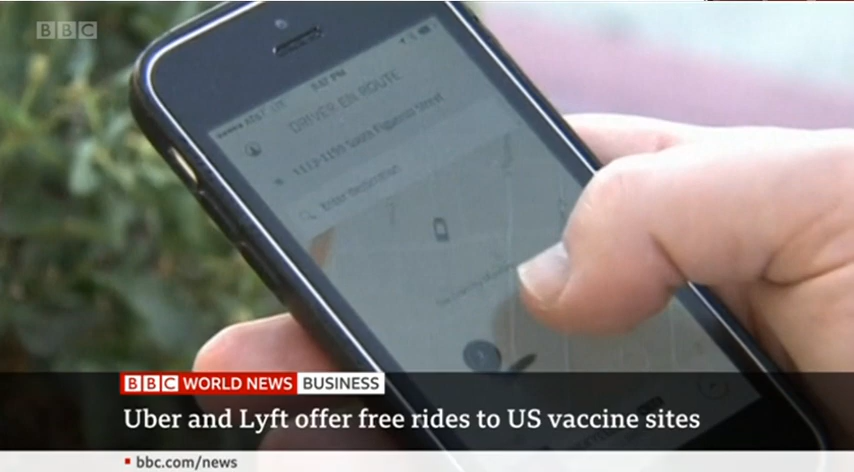 BBC
DRIVER EN ROUTE
Enter destination
BBC WORLD NEWS BUSINESS
Uber and Lyft offer free rides to US vaccine sites
bbc.com/news